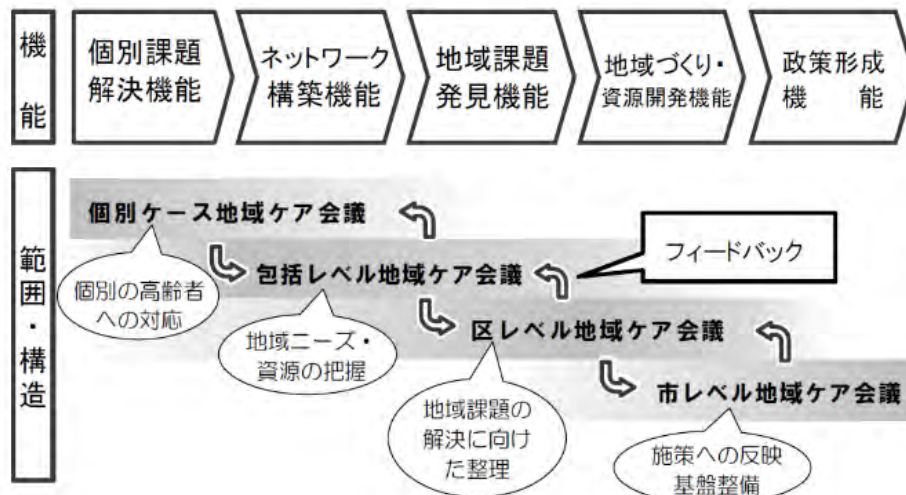 機能
個別課題
解決機能
ネットワーク
構築機能
地域課題
発見機能
地域づくり・
資源開発機能
政策形成
機　　能
範囲・構造
個別ケース地域ケア会議
個別の高齢者
への対応
包括レベル地域ケア会議
フィードバック
地域ニーズ・
資源の把握
区レベル地域ケア会議
地域課題の
解決に向け
た整理
市レベル地域ケア会議
施策への反映
基盤整備